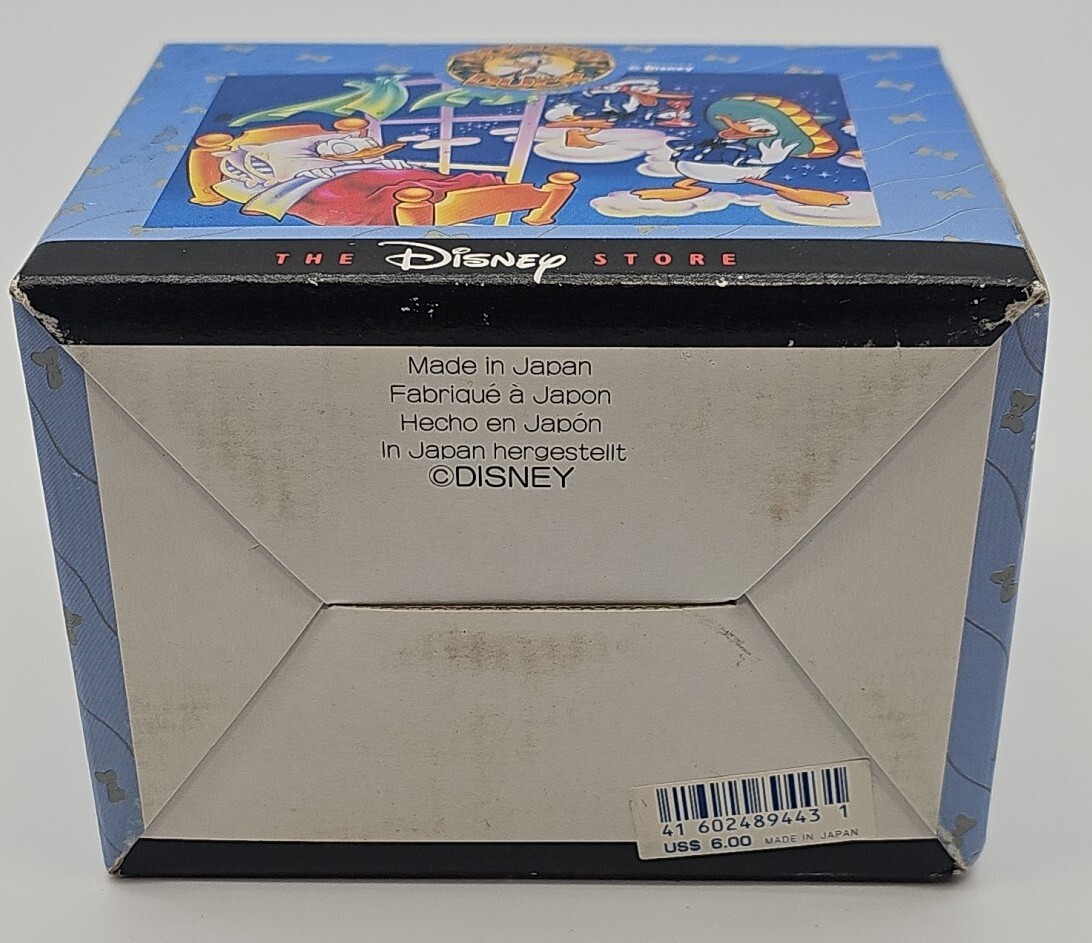 © Disney
THE Disney STORE
Made in Japan
Fabriqué à Japon
Hecho en Japón
In Japan hergestellt
©DISNEY
41 602489443 1
US$ 6.00 MADE IN JAPAN